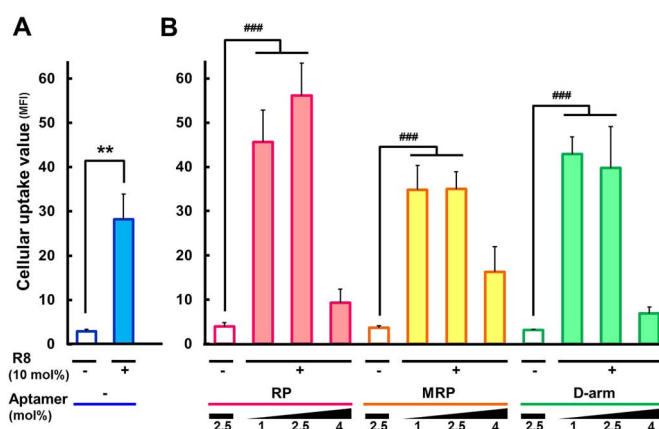 A B
### 
60 60
50 ### 50
** ### 
40 40
30 30
20 20
10 10
0 0
Cellular uptake value (MFI)
R8
(10 mol%) - + - + - + - +
Aptamer - RP MRP D-arm
(mol%) 2.5 1 2.5 4 2.5 1 2.5 4 2.5 1 2.5 4